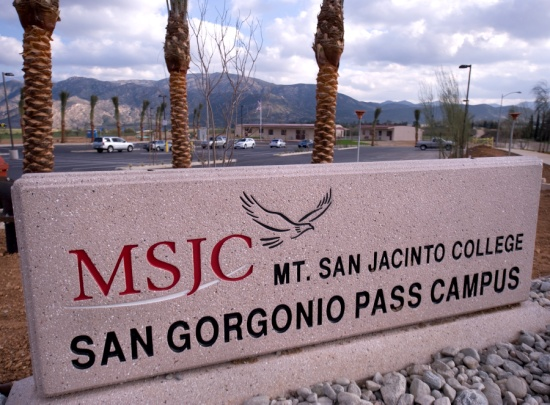 MSJC
MT. SAN JACINTO COLLEGE
SAN GORGONIO PASS CAMPUS